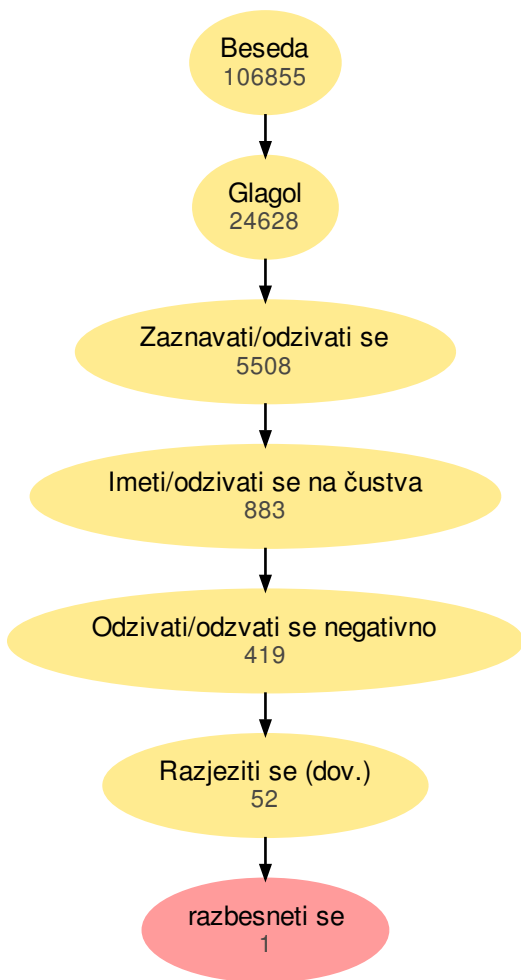 Beseda
106855
Glagol
24628
Zaznavati/odzivati se
5508
Imeti/odzivati se na čustva
883
Odzivati/odzvati se negativno
419
Razjeziti se (dov.)
52
razbesneti se
1